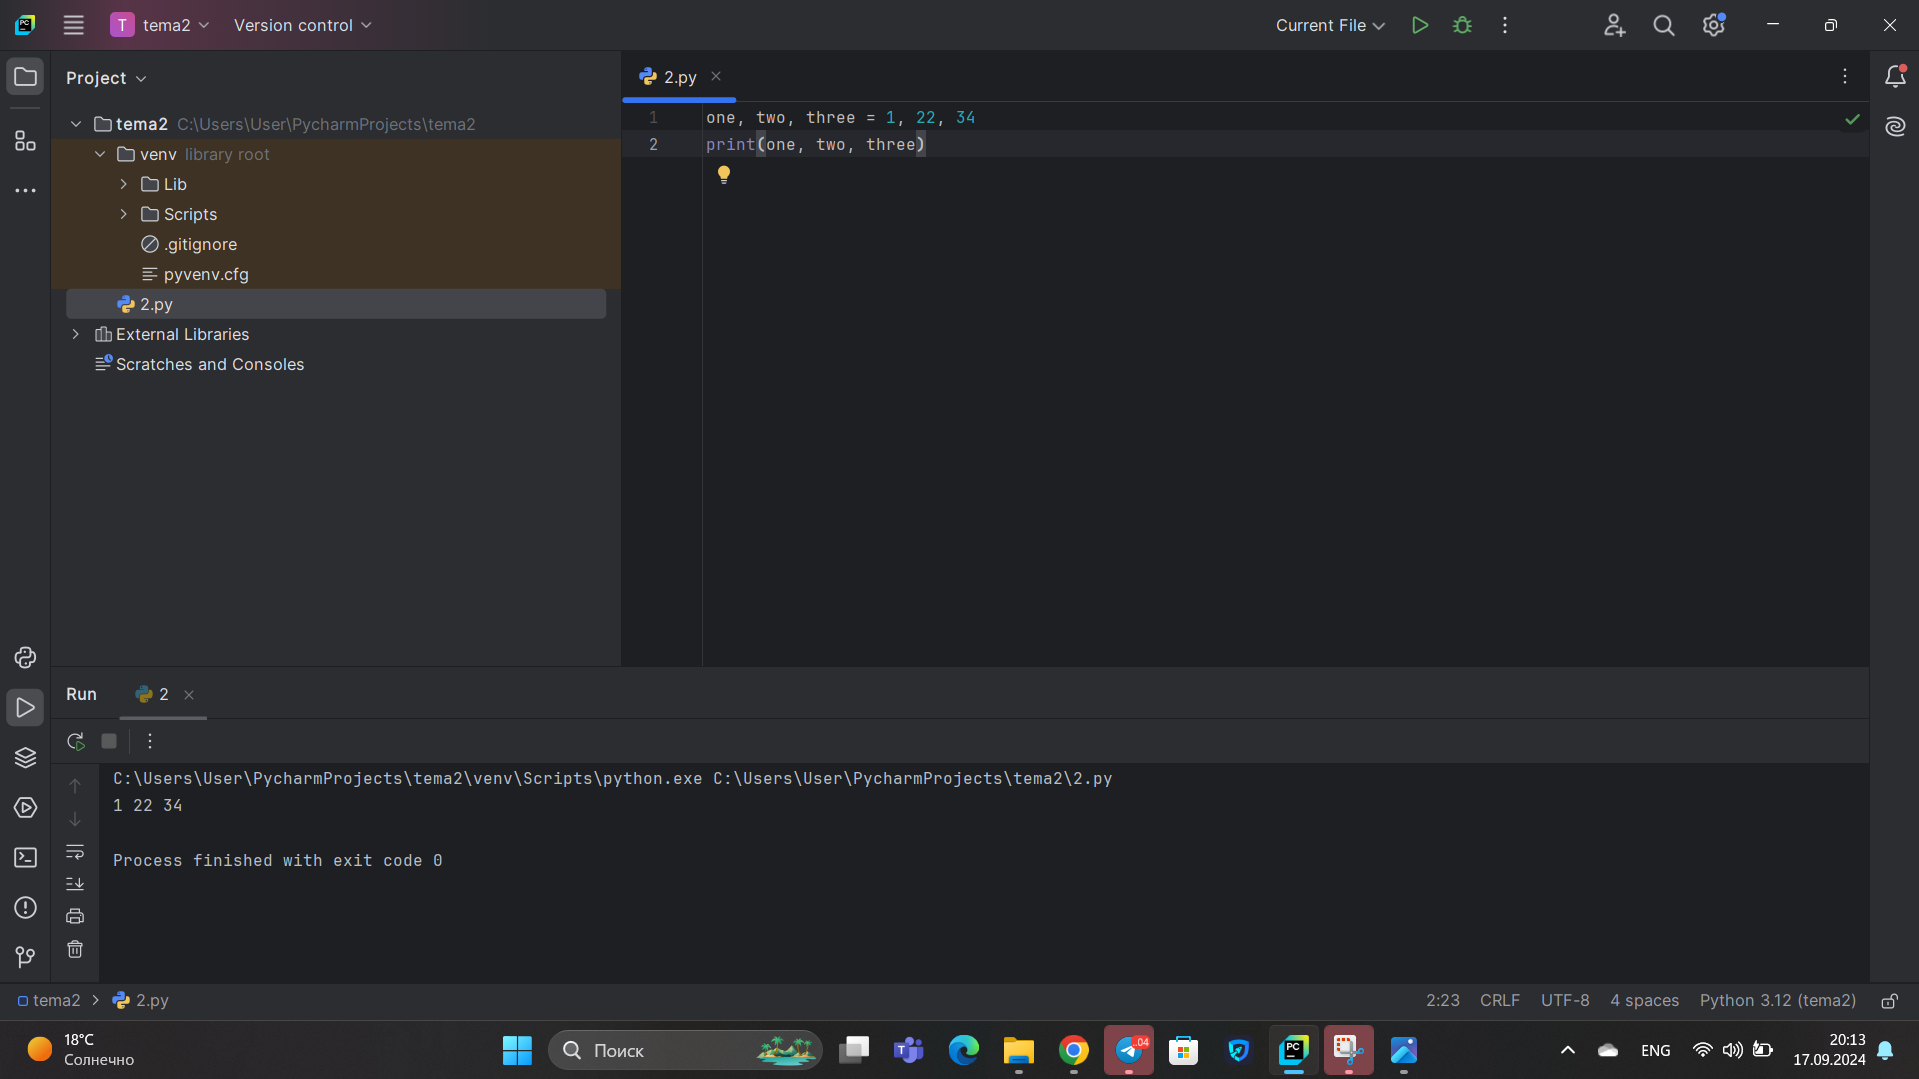 T tema2 Version control Current File
Project
2.py
tema2 C:\Users\User\PycharmProjects\tema2
venv library root
Lib
Scripts
.gitignore
pyvenv.cfg
2.py
External Libraries
Scratches and Consoles
1 one, two, three = 1, 22, 34
2 print(one, two, three)
Run 2
C:\Users\User\PycharmProjects\tema2\venv\Scripts\python.exe C:\Users\User\PycharmProjects\tema2\2.py
1 22 34
Process finished with exit code 0
tema2 2.py 2:23 CRLF UTF-8 4 spaces Python 3.12 (tema2)
18°C
Солнечно
Поиск
.04
PC
ENG
20:13
17.09.2024